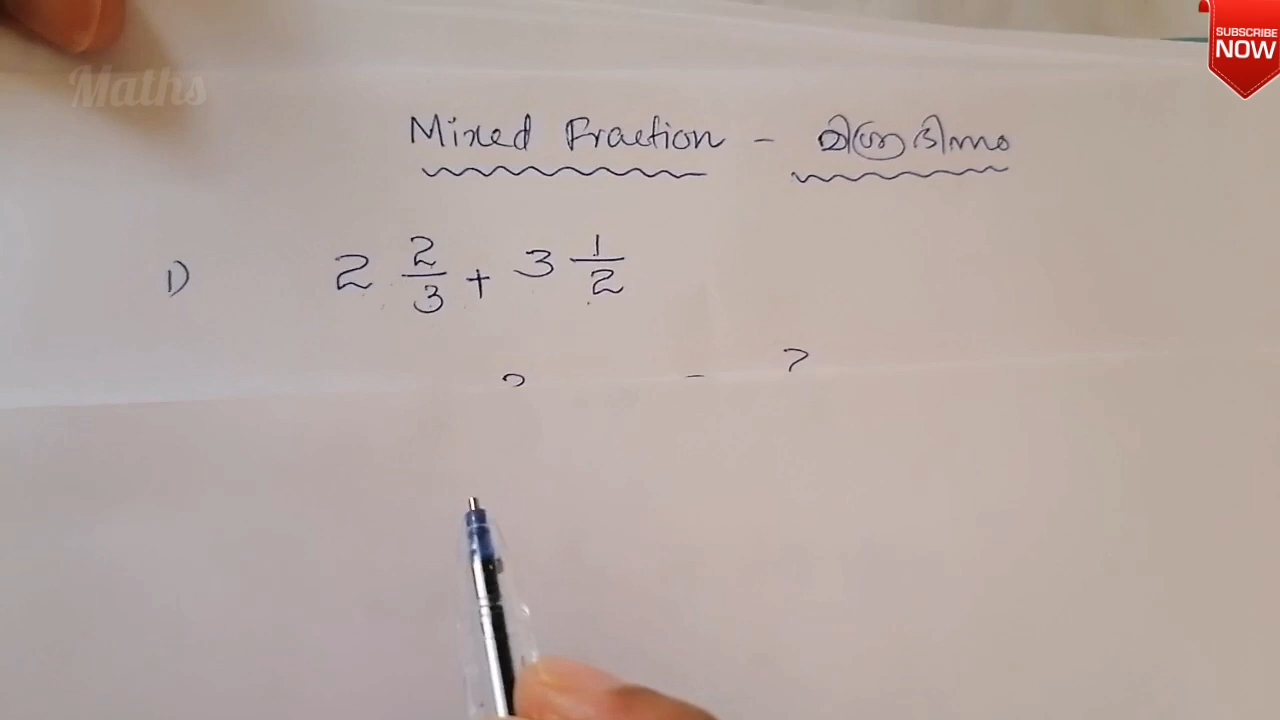 Maths
SUBSCRIBE
NOW
Mixed Fraction - മിശ്രഭിന്നം
1) 2 2/3 + 3 1/2